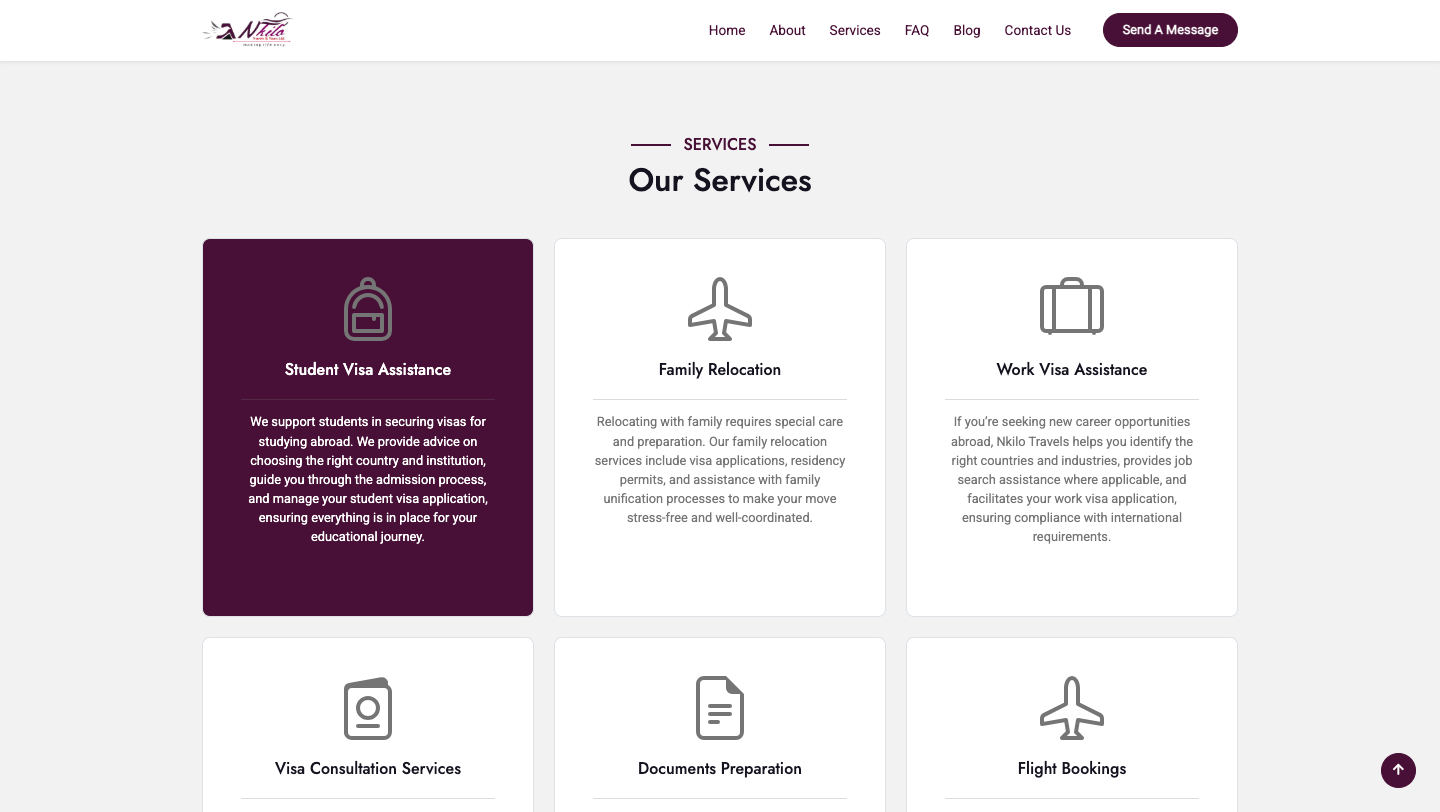 Nkilo
Travels & Tours Ltd.
making life easy...
Home
About
Services
FAQ
Blog
Contact Us
Send A Message
SERVICES
Our Services
Student Visa Assistance
We support students in securing visas for
studying abroad. We provide advice on
choosing the right country and institution,
guide you through the admission process,
and manage your student visa application,
ensuring everything is in place for your
educational journey.
Family Relocation
Relocating with family requires special care
and preparation. Our family relocation
services include visa applications, residency
permits, and assistance with family
unification processes to make your move
stress-free and well-coordinated.
Work Visa Assistance
If you’re seeking new career opportunities
abroad, Nkilo Travels helps you identify the
right countries and industries, provides job
search assistance where applicable, and
facilitates your work visa application,
ensuring compliance with international
requirements.
Visa Consultation Services
Documents Preparation
Flight Bookings